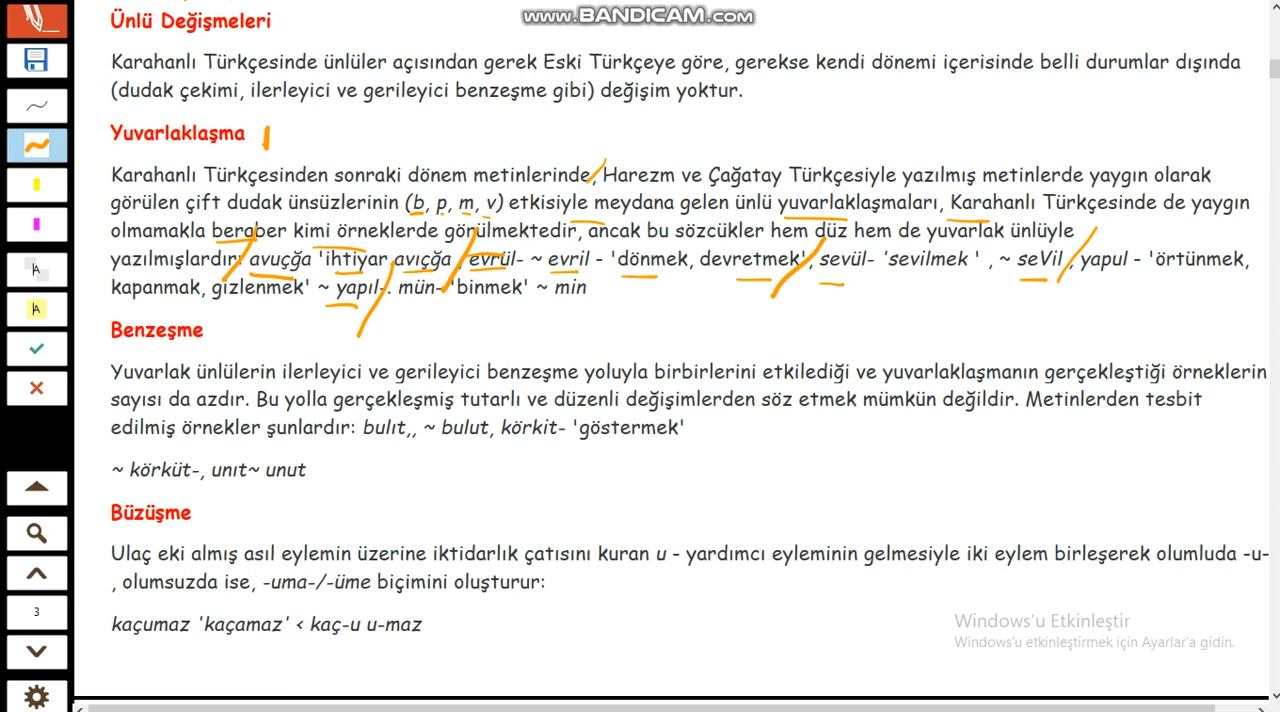 www.BANDICAM.com
Ünlü Değişmeleri
Karahanlı Türkçesinde ünlüler açısından gerek Eski Türkçeye göre, gerekse kendi dönemi içerisinde belli durumlar dışında
(dudak çekimi, ilerleyici ve gerileyici benzeşme gibi) değişim yoktur.
Yuvarlaklaşma
Karahanlı Türkçesinden sonraki dönem metinlerinde, Harezm ve Çağatay Türkçesiyle yazılmış metinlerde yaygın olarak
görülen çift dudak ünsüzlerinin (b, p, m, v) etkisiyle meydana gelen ünlü yuvarlaklaşmaları, Karahanlı Türkçesinde de yaygın
olmamakla beraber kimi örneklerde görülmektedir, ancak bu sözcükler hem düz hem de yuvarlak ünlüyle
yazılmışlardır: avuçğa 'ihtiyar avıçğa , evrül- ~ evril - 'dönmek, devretmek', sevül- 'sevilmek ' , ~ seVil , yapul - 'örtünmek,
kapanmak, gizlenmek' ~ yapıl-. mün- 'binmek' ~ min
Benzeşme
Yuvarlak ünlülerin ilerleyici ve gerileyici benzeşme yoluyla birbirlerini etkilediği ve yuvarlaklaşmanın gerçekleştiği örneklerin
sayısı da azdır. Bu yolla gerçekleşmiş tutarlı ve düzenli değişimlerden söz etmek mümkün değildir. Metinlerden tesbit
edilmiş örnekler şunlardır: bulıt,, ~ bulut, körkit- 'göstermek'
~ körküt-, unıt~ unut
Büzüşme
Ulaç eki almış asıl eylemin üzerine iktidarlık çatısını kuran u - yardımcı eyleminin gelmesiyle iki eylem birleşerek olumluda -u-
, olumsuzda ise, -uma-/-üme biçimini oluşturur:
kaçumaz 'kaçamaz' < kaç-u u-maz
3
Windows'u Etkinleştir
Windows'u etkinleştirmek için Ayarlar'a gidin.